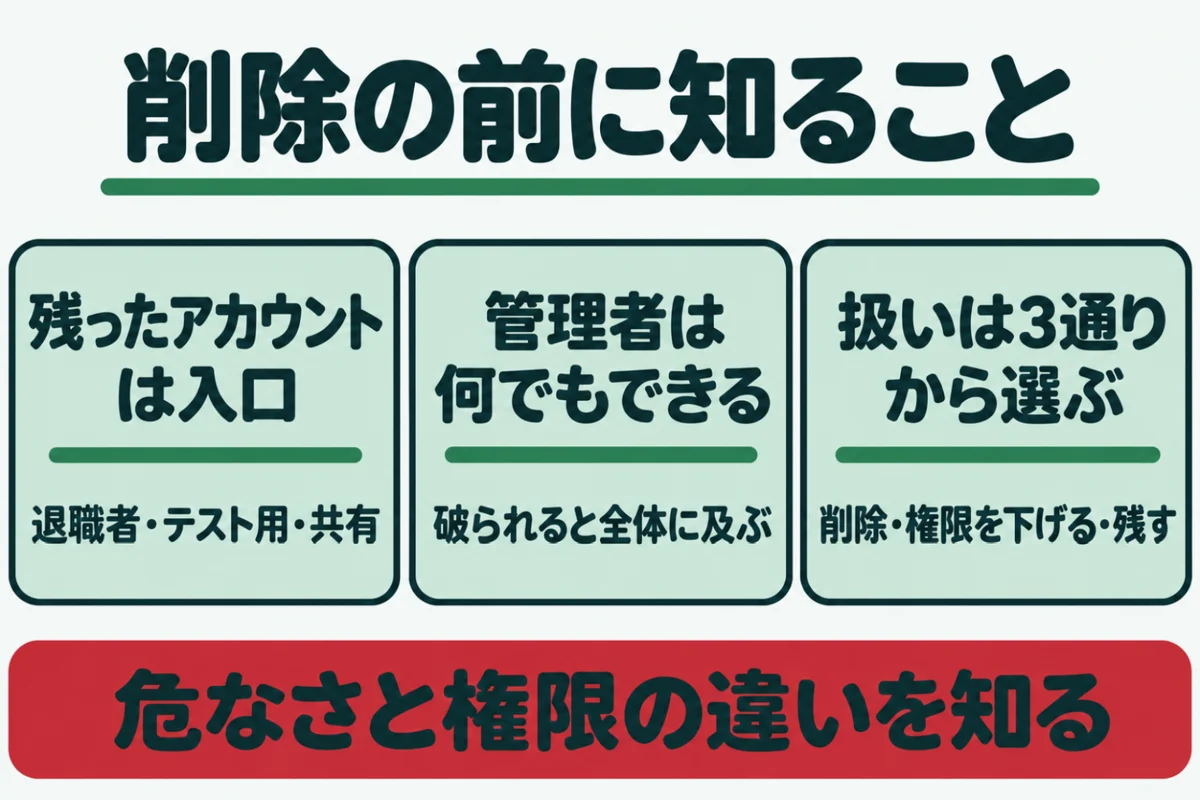 削除の前に知ること
残ったアカウント
は入口
退職者・テスト用・共有
管理者は
何でもできる
破られると全体に及ぶ
扱いは3通り
から選ぶ
削除・権限を下げる・残す
危なさと権限の違いを知る